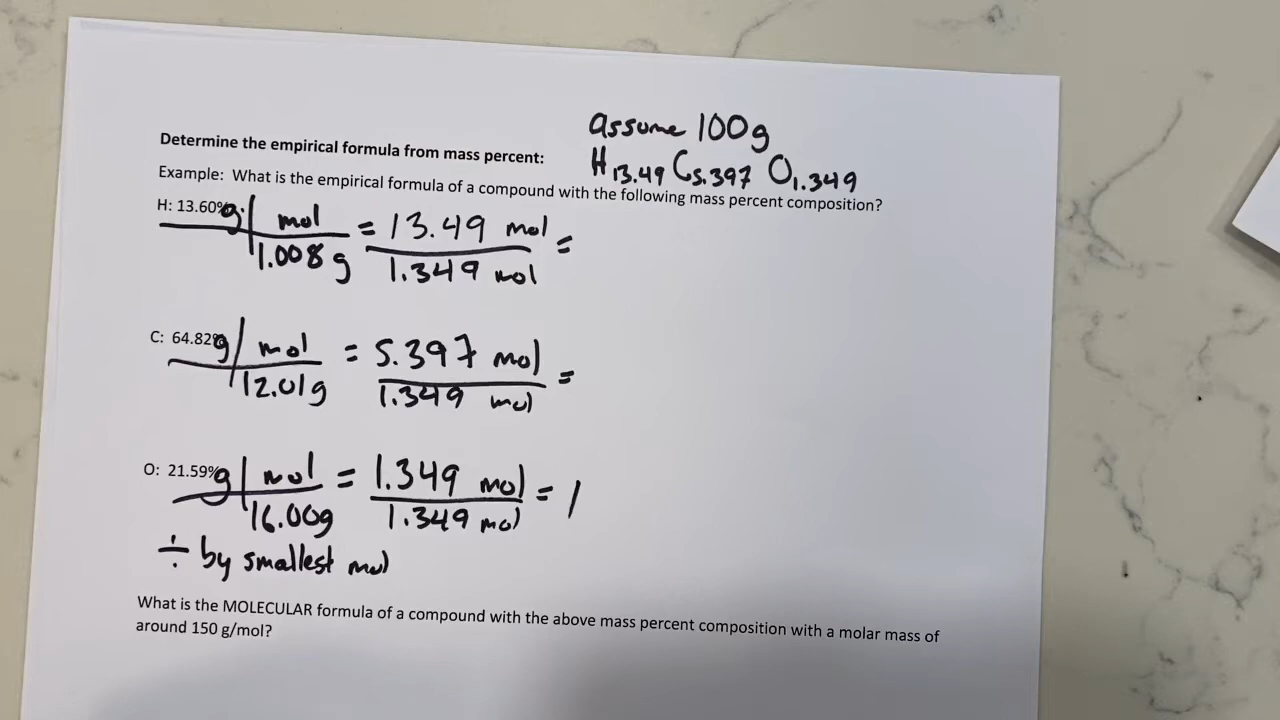 assume 100g
Determine the empirical formula from mass percent:
H13.49 C5.397 O1.349
Example: What is the empirical formula of a compound with the following mass percent composition?
H: 13.60% g | mol = 13.49 mol =
1.008 g 1.349 mol
C: 64.82% g | mol = 5.397 mol =
12.01g 1.349 mol
O: 21.59% g | mol = 1.349 mol = 1
16.00g 1.349 mol
÷ by smallest mol
What is the MOLECULAR formula of a compound with the above mass percent composition with a molar mass of
around 150 g/mol?